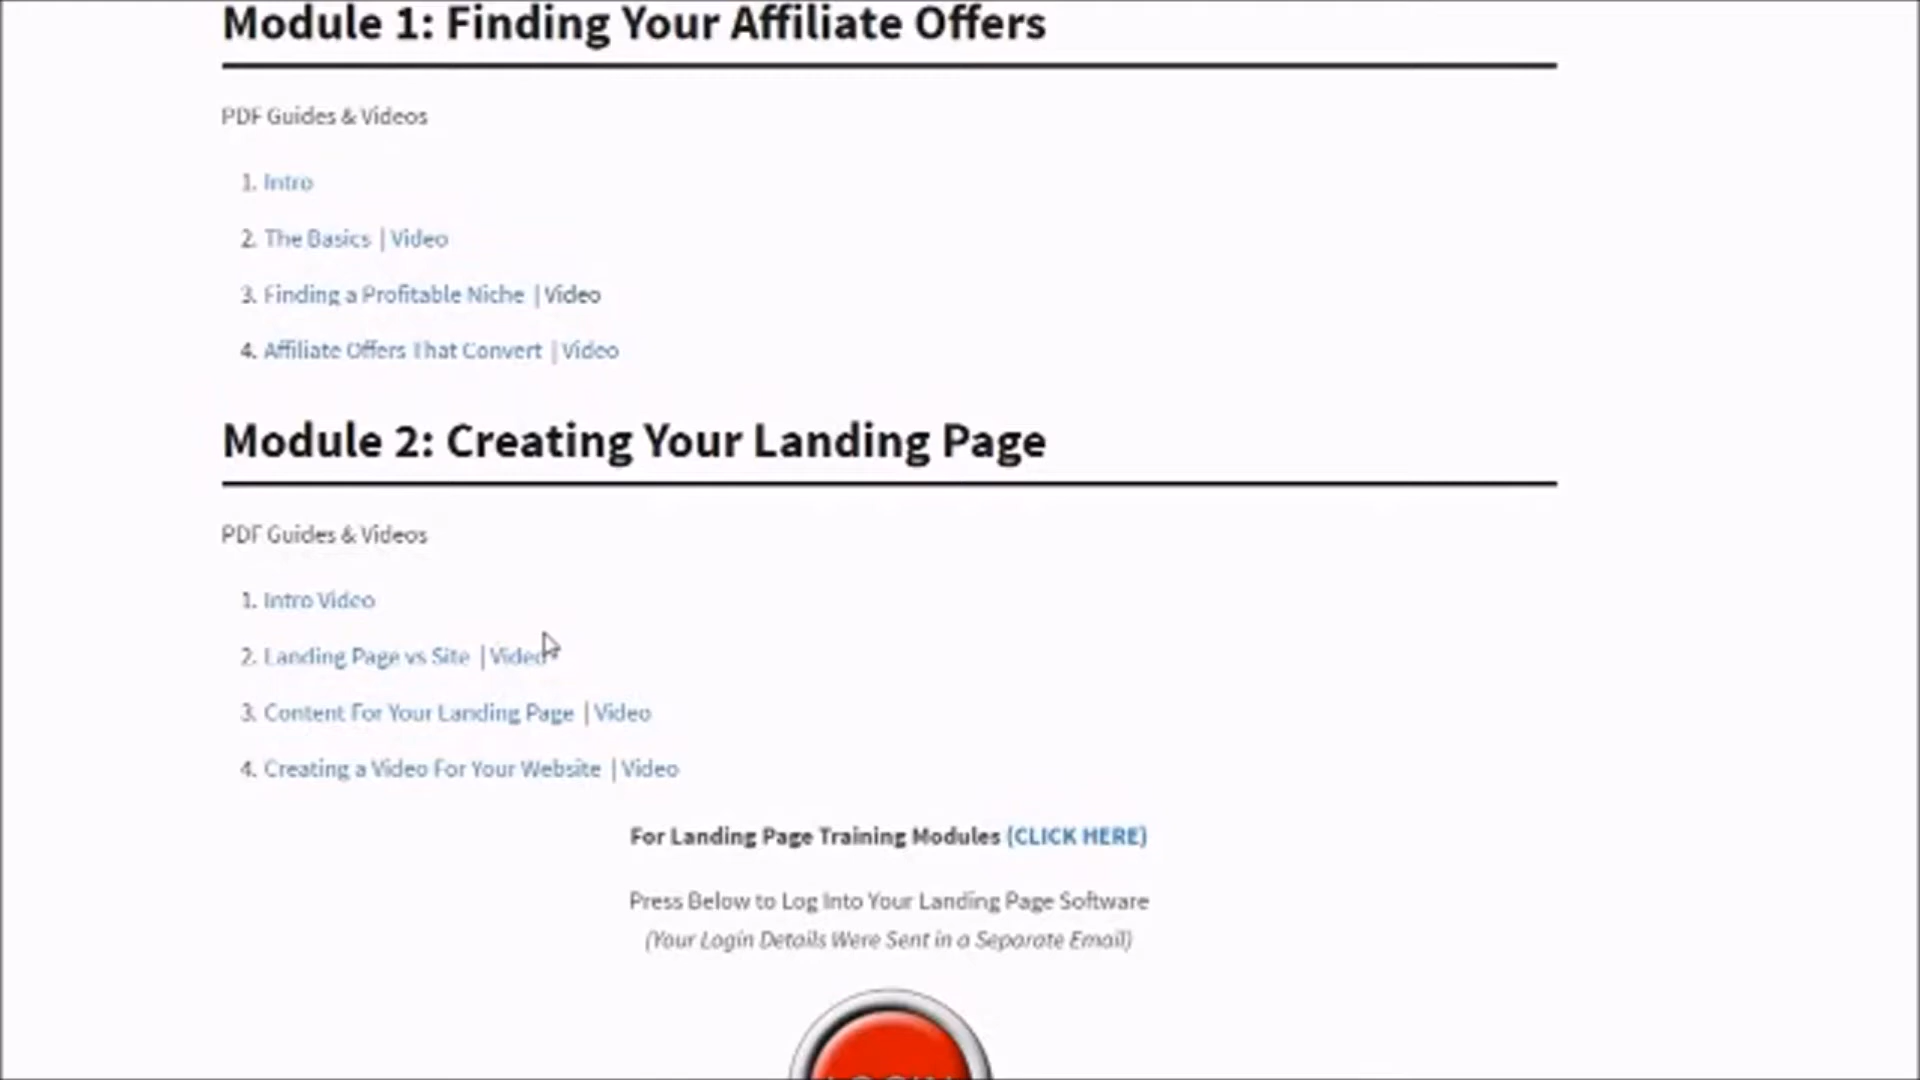 Module 1: Finding Your Affiliate Offers
PDF Guides & Videos
1. Intro
2. The Basics | Video
3. Finding a Profitable Niche | Video
4. Affiliate Offers That Convert | Video
Module 2: Creating Your Landing Page
PDF Guides & Videos
1. Intro Video
2. Landing Page vs Site | Video
3. Content For Your Landing Page | Video
4. Creating a Video For Your Website | Video
For Landing Page Training Modules (CLICK HERE)
Press Below to Log Into Your Landing Page Software
(Your Login Details Were Sent in a Separate Email)
LOGIN